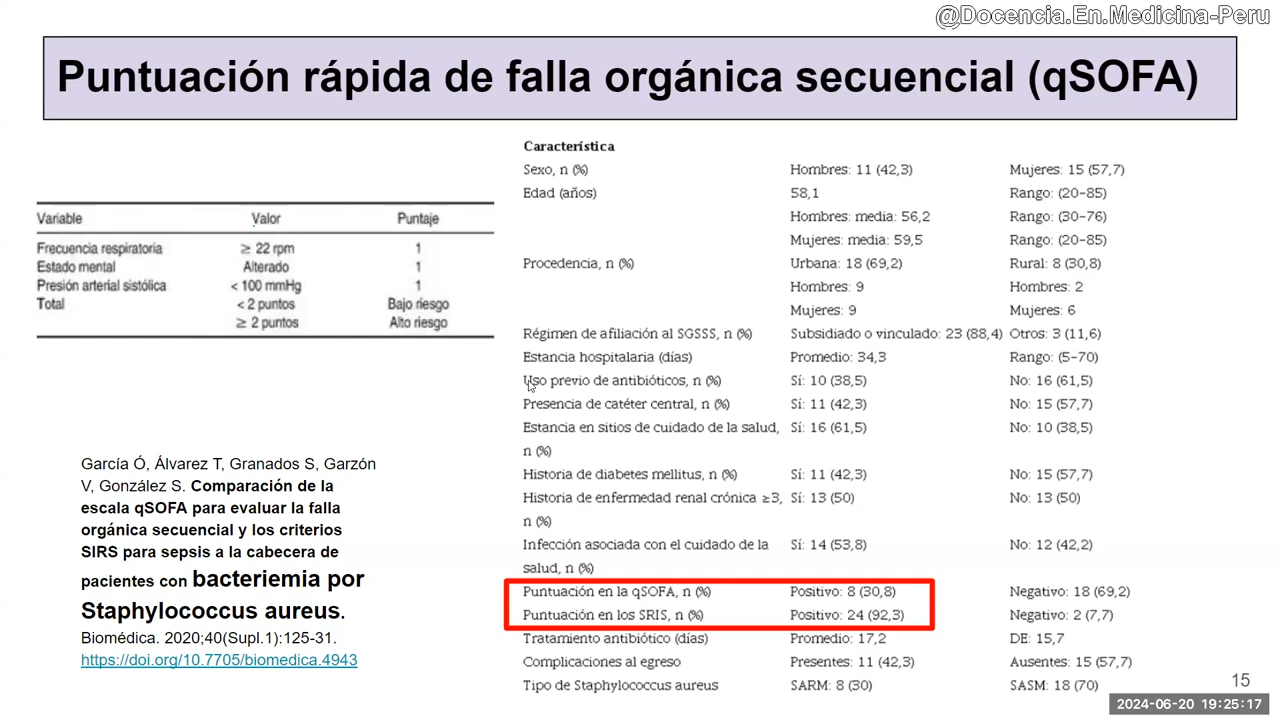 @Docencia.En.Medicina-Peru
Puntuación rápida de falla orgánica secuencial (qSOFA)
Variable Valor Puntaje
Frecuencia respiratoria ≥ 22 rpm 1
Estado mental Alterado 1
Presión arterial sistólica < 100 mmHg 1
Total < 2 puntos Bajo riesgo
≥ 2 puntos Alto riesgo
García Ó, Álvarez T, Granados S, Garzón
V, González S. Comparación de la
escala qSOFA para evaluar la falla
orgánica secuencial y los criterios
SIRS para sepsis a la cabecera de
pacientes con bacteriemia por
Staphylococcus aureus.
Biomédica. 2020;40(Supl.1):125-31.
https://doi.org/10.7705/biomedica.4943
Característica
Sexo, n (%) Hombres: 11 (42,3) Mujeres: 15 (57,7)
Edad (años) 58,1 Rango: (20–85)
Hombres: media: 56,2 Rango: (30–76)
Mujeres: media: 59,5 Rango: (20–85)
Procedencia, n (%) Urbana: 18 (69,2) Rural: 8 (30,8)
Hombres: 9 Hombres: 2
Mujeres: 9 Mujeres: 6
Régimen de afiliación al SGSSS, n (%) Subsidiado o vinculado: 23 (88,4) Otros: 3 (11,6)
Estancia hospitalaria (días) Promedio: 34,3 Rango: (5–70)
Uso previo de antibióticos, n (%) Sí: 10 (38,5) No: 16 (61,5)
Presencia de catéter central, n (%) Sí: 11 (42,3) No: 15 (57,7)
Estancia en sitios de cuidado de la salud, Sí: 16 (61,5) No: 10 (38,5)
n (%)
Historia de diabetes mellitus, n (%) Sí: 11 (42,3) No: 15 (57,7)
Historia de enfermedad renal crónica ≥3, Sí: 13 (50) No: 13 (50)
n (%)
Infección asociada con el cuidado de la Sí: 14 (53,8) No: 12 (42,2)
salud, n (%)
Puntuación en la qSOFA, n (%) Positivo: 8 (30,8) Negativo: 18 (69,2)
Puntuación en los SRIS, n (%) Positivo: 24 (92,3) Negativo: 2 (7,7)
Tratamiento antibiótico (días) Promedio: 17,2 DE: 15,7
Complicaciones al egreso Presentes: 11 (42,3) Ausentes: 15 (57,7)
Tipo de Staphylococcus aureus SARM: 8 (30) SASM: 18 (70)
15
2024-06-20 19:25:17